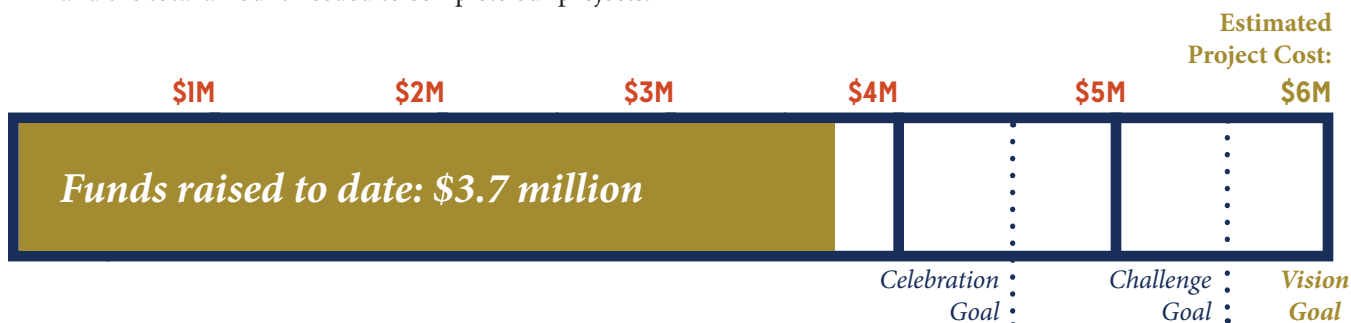 Estimated
Project Cost:
$1M $2M $3M $4M $5M $6M
Funds raised to date: $3.7 million
Celebration Goal
Challenge Goal
Vision Goal